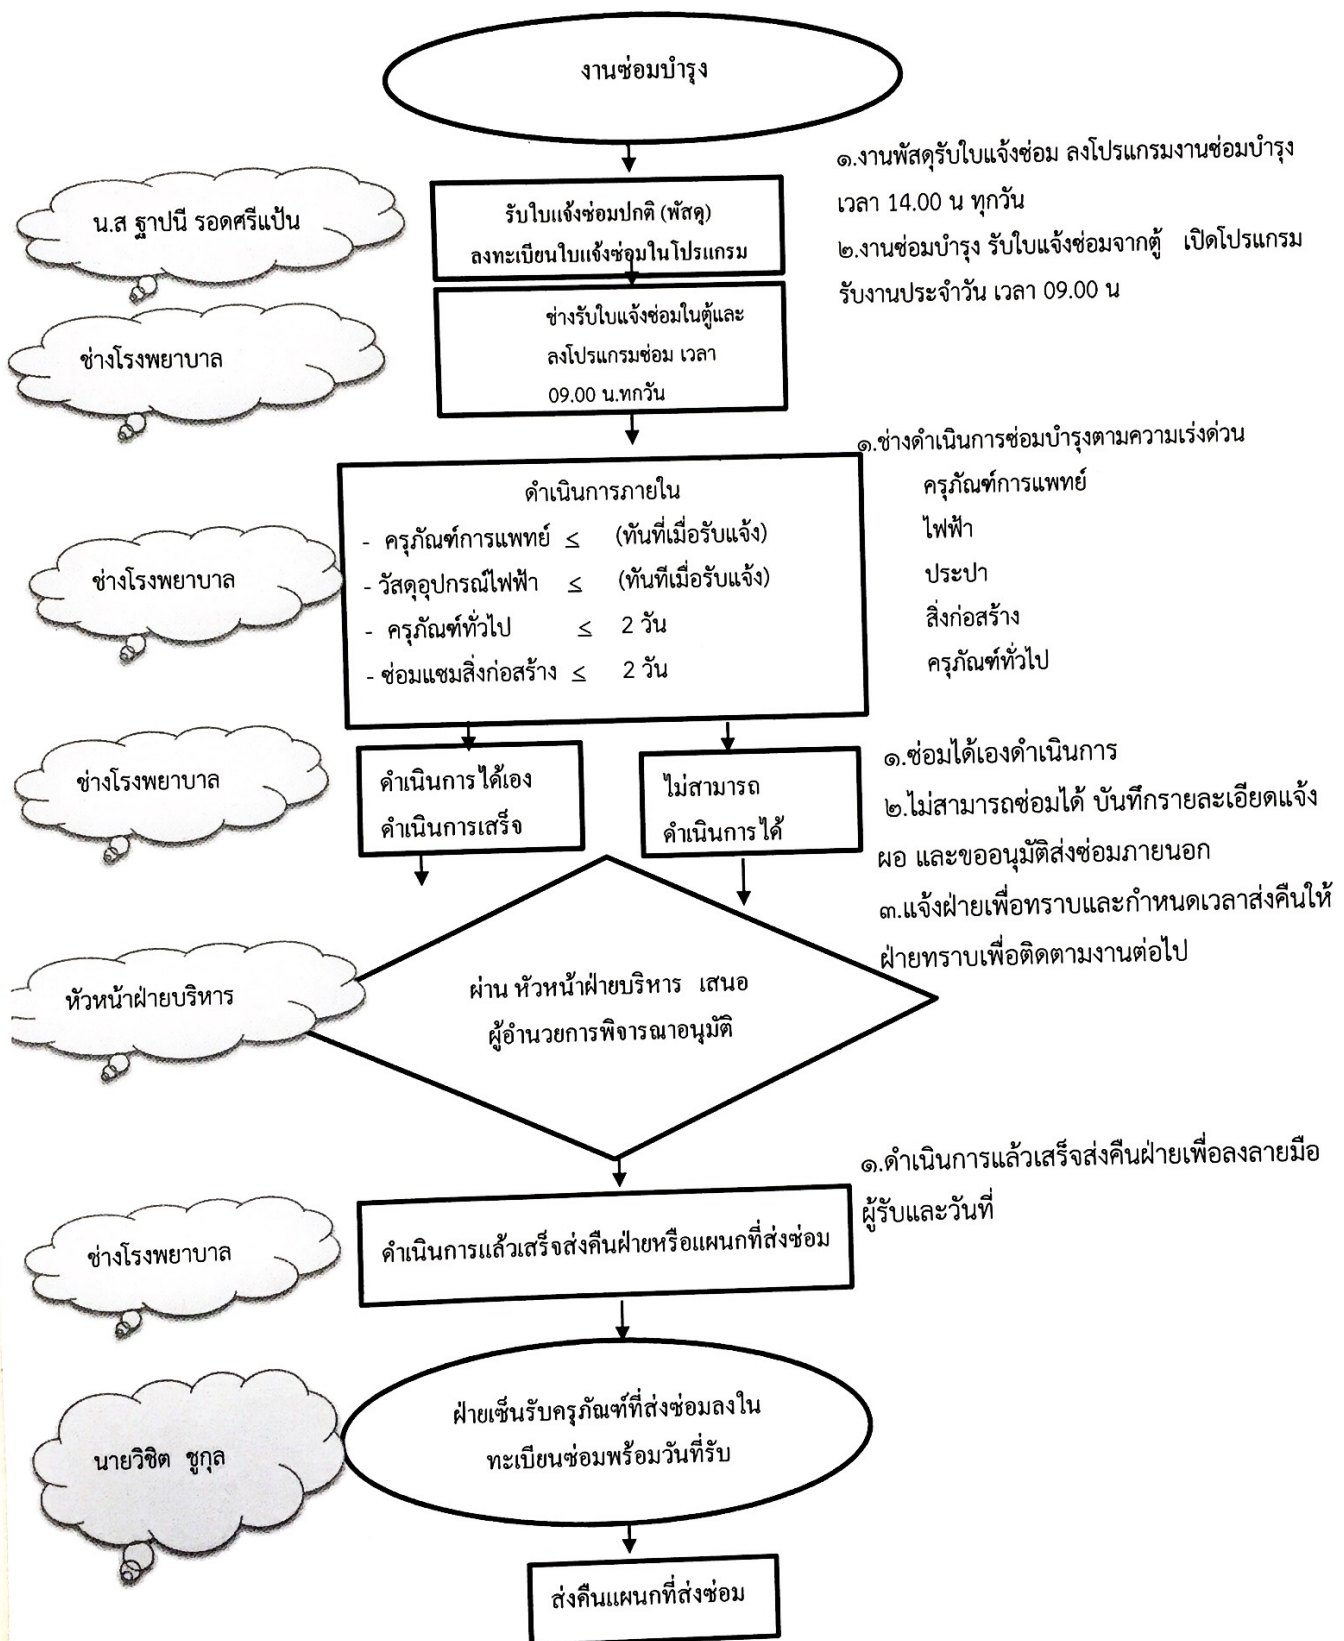 งานซ่อมบำรุง
น.ส ฐาปนี รอดศรีแป้น
รับใบแจ้งซ่อมปกติ (พัสดุ)
ลงทะเบียนใบแจ้งซ่อมในโปรแกรม
๑.งานพัสดุรับใบแจ้งซ่อม ลงโปรแกรมงานซ่อมบำรุง
เวลา 14.00 น ทุกวัน
๒.งานซ่อมบำรุง รับใบแจ้งซ่อมจากตู้ เปิดโปรแกรม
รับงานประจำวัน เวลา 09.00 น
ช่างโรงพยาบาล
ช่างรับใบแจ้งซ่อมในตู้และ
ลงโปรแกรมซ่อม เวลา
09.00 น.ทกวัน
ช่างโรงพยาบาล
ดำเนินการภายใน
- ครุภัณฑ์การแพทย์ ≤ (ทันที่เมื่อรับแจ้ง)
- วัสดุอุปกรณ์ไฟฟ้า ≤ (ทันทีเมื่อรับแจ้ง)
- ครุภัณฑ์ทั่วไป ≤ 2 วัน
- ซ่อมแซมสิ่งก่อสร้าง ≤ 2 วัน
๑.ช่างดำเนินการซ่อมบำรุงตามความเร่งด่วน
ครุภัณฑ์การแพทย์
ไฟฟ้า
ประปา
สิ่งก่อสร้าง
ครุภัณฑ์ทั่วไป
ช่างโรงพยาบาล
ดำเนินการได้เอง
ดำเนินการเสร็จ
ไม่สามารถ
ดำเนินการได้
๑.ซ่อมได้เองดำเนินการ
๒.ไม่สามารถซ่อมได้ บันทึกรายละเอียดแจ้ง
ผอ และขออนุมัติส่งซ่อมภายนอก
๓.แจ้งฝ่ายเพื่อทราบและกำหนดเวลาส่งคืนให้
ฝ่ายทราบเพื่อติดตามงานต่อไป
หัวหน้าฝ่ายบริหาร
ผ่าน หัวหน้าฝ่ายบริหาร เสนอ
ผู้อำนวยการพิจารณาอนุมัติ
ช่างโรงพยาบาล
ดำเนินการแล้วเสร็จส่งคืนฝ่ายหรือแผนกที่ส่งซ่อม
๑.ดำเนินการแล้วเสร็จส่งคืนฝ่ายเพื่อลงลายมือ
ผู้รับและวันที่
นายวิชิต ชูกุล
ฝ่ายเซ็นรับครุภัณฑ์ที่ส่งซ่อมลงใน
ทะเบียนซ่อมพร้อมวันที่รับ
ส่งคืนแผนกที่ส่งซ่อม